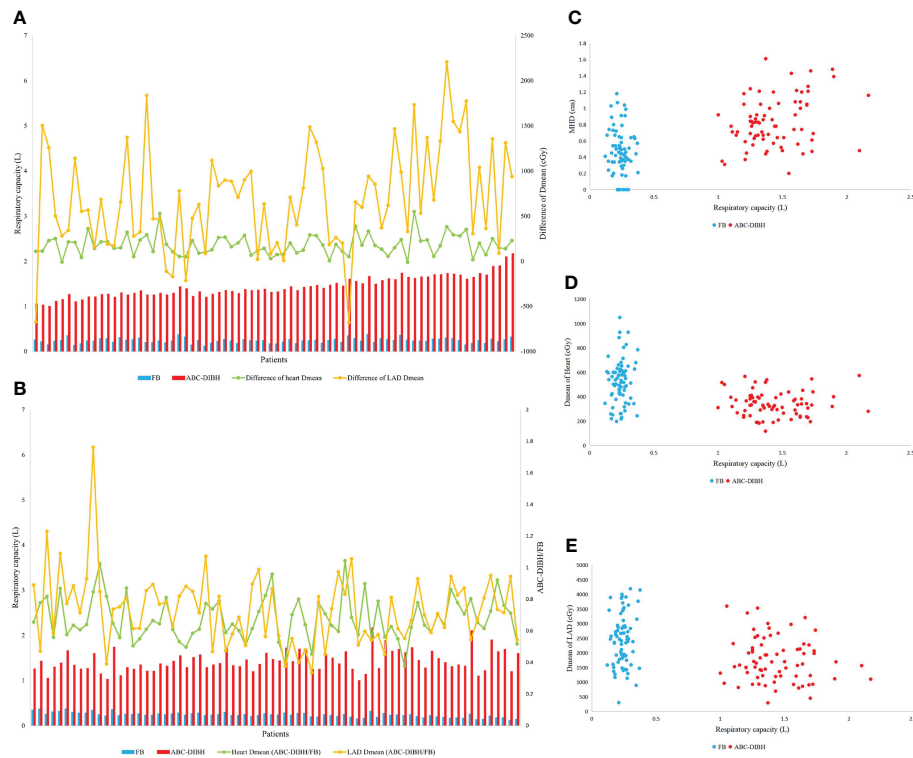 A
7
6
5
4
3
2
1
0
Respiratory capacity (L)
2500
2000
1500
1000
500
0
-500
-1000
Difference of Dmean (cGy)
Patients
FB ABC-DIBH Difference of heart Dmean Difference of LAD Dmean
B
7
6
5
4
3
2
1
0
Respiratory capacity (L)
2
1.8
1.6
1.4
1.2
1
0.8
0.6
0.4
0.2
0
ABC-DIBH/FB
Patients
FB ABC-DIBH Heart Dmean (ABC-DIBH/FB) LAD Dmean (ABC-DIBH/FB)
C
1.8
1.6
1.4
1.2
1
0.8
0.6
0.4
0.2
0
MHD (cm)
0 0.5 1 1.5 2 2.5
Respiratory capacity (L)
FB ABC-DIBH
D
1200
1000
800
600
400
200
0
Dmean of Heart (cGy)
0 0.5 1 1.5 2 2.5
Respiratory capacity (L)
FB ABC-DIBH
E
5000
4500
4000
3500
3000
2500
2000
1500
1000
500
0
Dmean of LAD (cGy)
0 0.5 1 1.5 2 2.5
Respiratory capacity (L)
FB ABC-DIBH